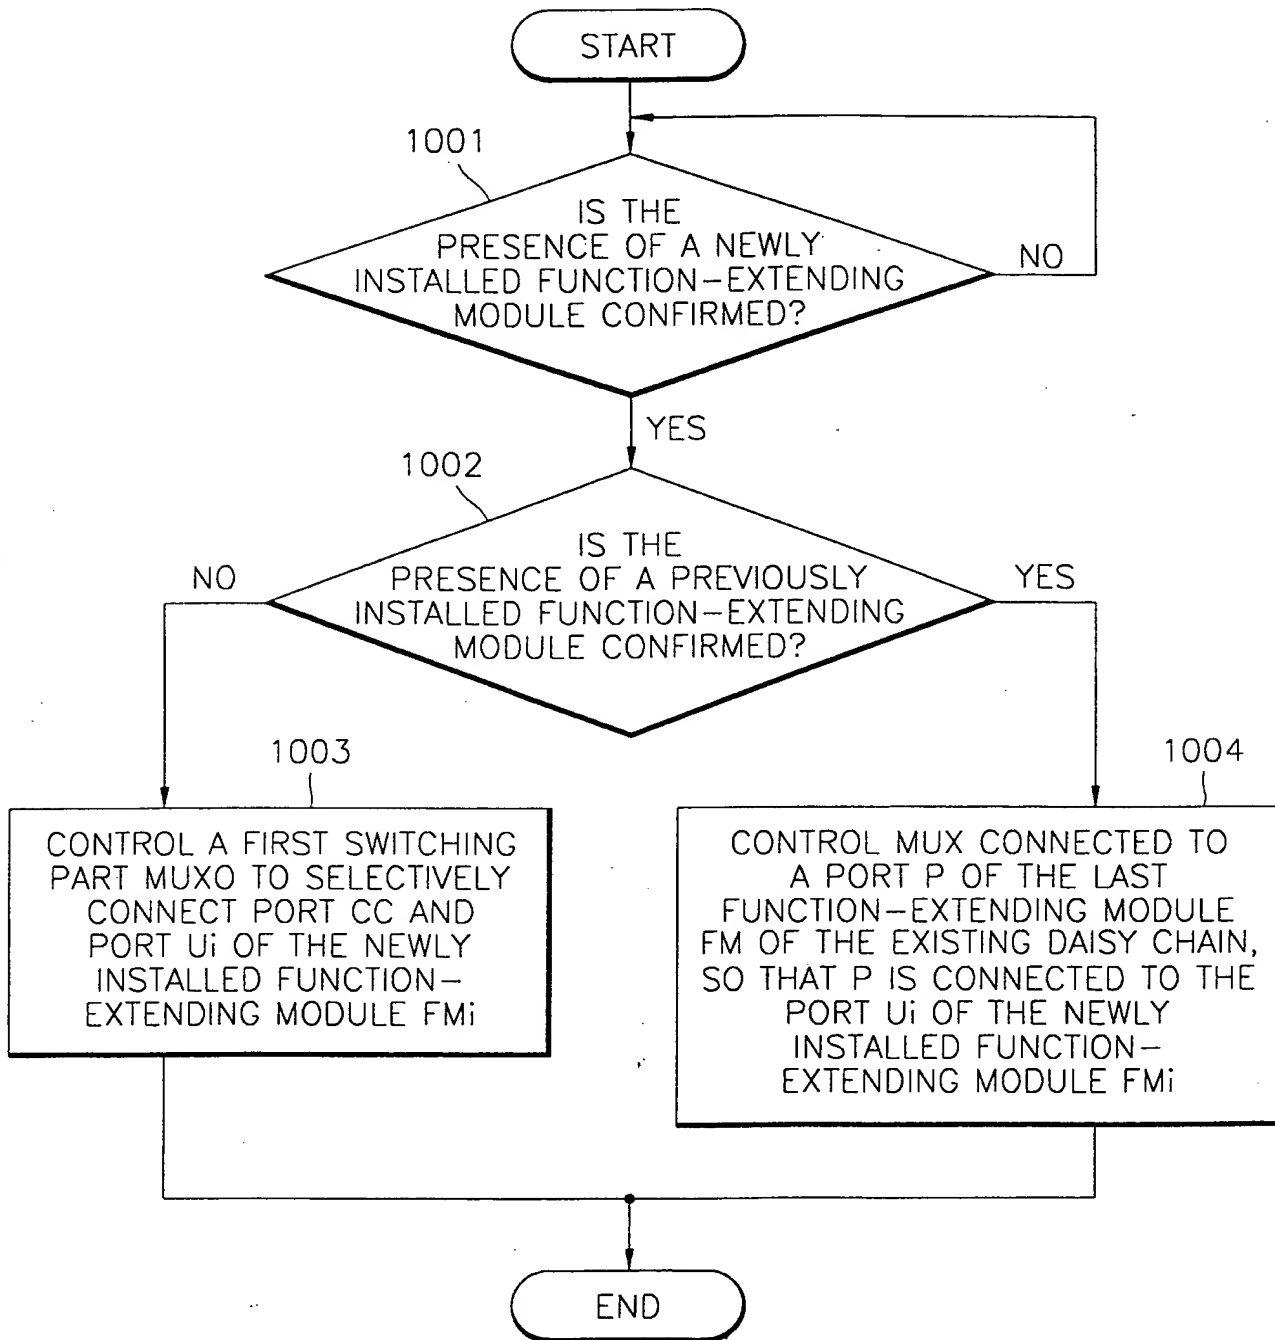 START
1001
IS THE
PRESENCE OF A NEWLY
INSTALLED FUNCTION-EXTENDING
MODULE CONFIRMED?
NO
YES
1002
IS THE
PRESENCE OF A PREVIOUSLY
INSTALLED FUNCTION-EXTENDING
MODULE CONFIRMED?
NO
YES
1003
CONTROL A FIRST SWITCHING
PART MUXO TO SELECTIVELY
CONNECT PORT CC AND
PORT Ui OF THE NEWLY
INSTALLED FUNCTION-
EXTENDING MODULE FMi
1004
CONTROL MUX CONNECTED TO
A PORT P OF THE LAST
FUNCTION-EXTENDING MODULE
FM OF THE EXISTING DAISY CHAIN,
SO THAT P IS CONNECTED TO THE
PORT Ui OF THE NEWLY
INSTALLED FUNCTION-
EXTENDING MODULE FMi
END